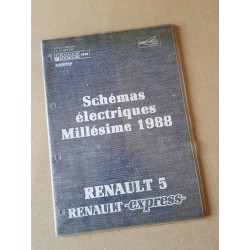 Schémas
électriques
Millésime 1988
RENAULT 5
RENAULT express